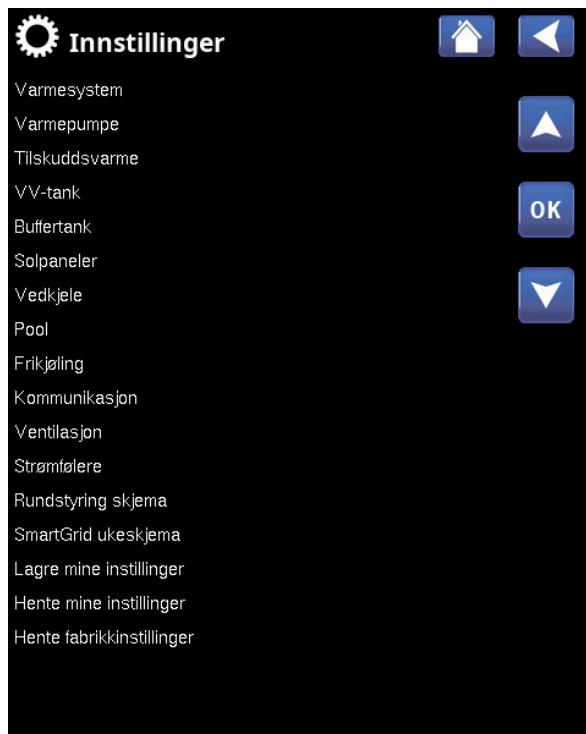 Innstillinger
Varmesystem
Varmepumpe
Tilskuddsvarme
VV-tank
OK
Buffertank
Solpaneler
Vedkjele
Pool
Frikjøling
Kommunikasjon
Ventilasjon
Strømfølere
Rundstyring skjema
SmartGrid ukeskjema
Lagre mine instillinger
Hente mine instillinger
Hente fabrikkinstillinger